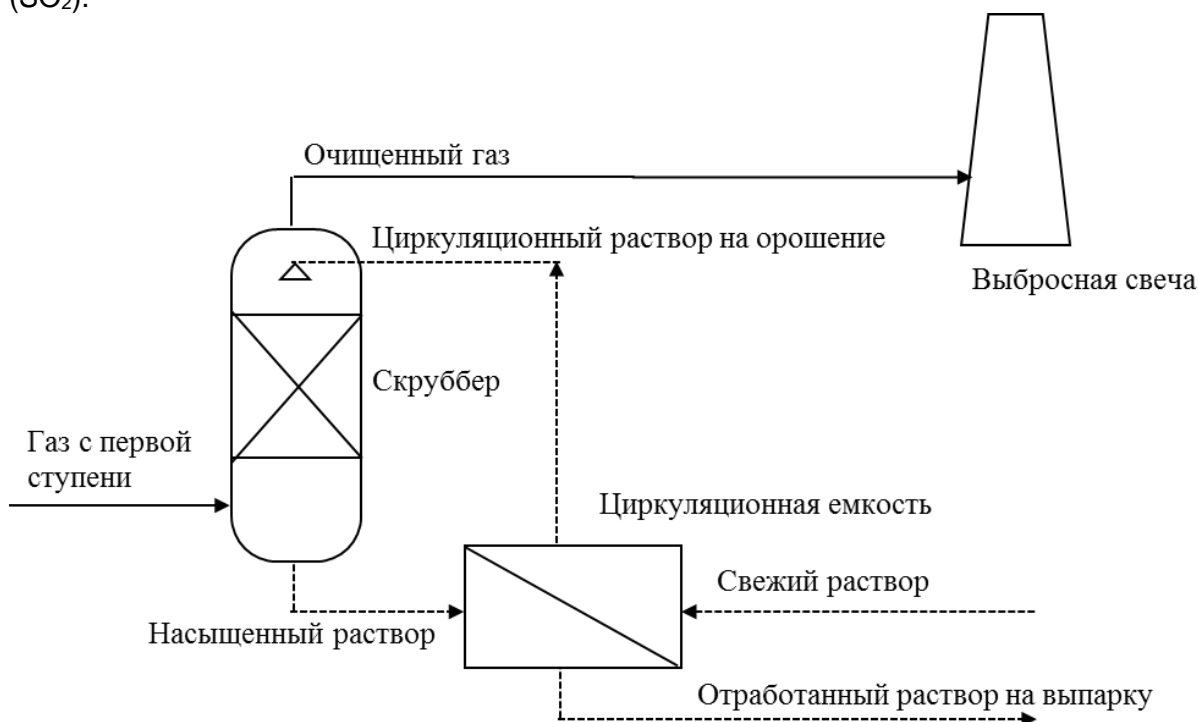 (SO2).
Очищенный газ
Циркуляционный раствор на орошение
Выбросная свеча
Скруббер
Газ с первой
ступени
Циркуляционная емкость
Свежий раствор
Насыщенный раствор
Отработанный раствор на выпарку